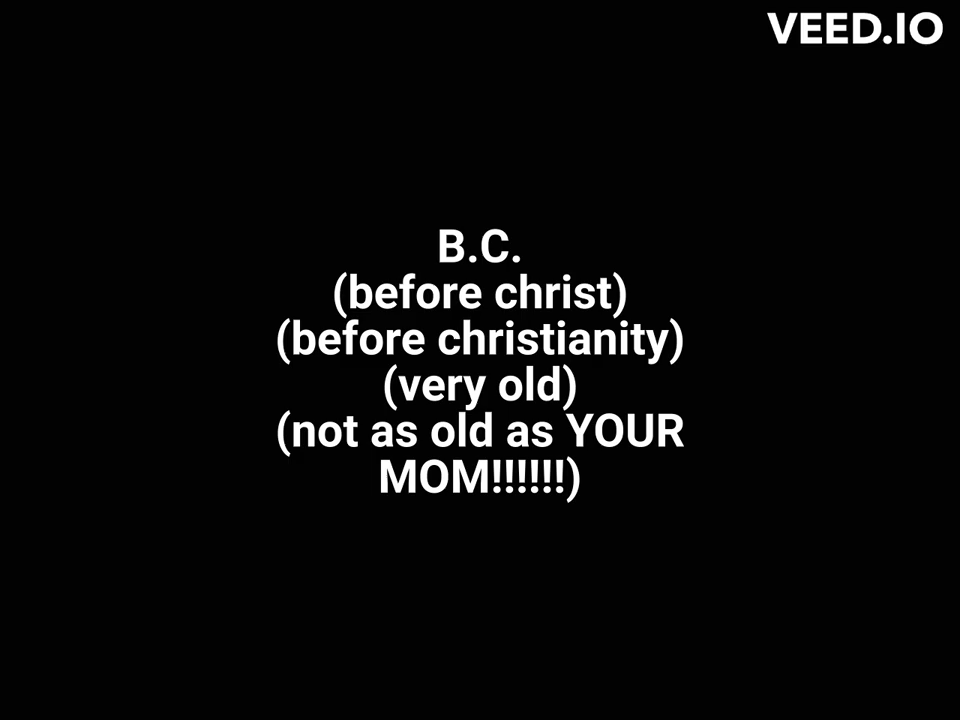 VEED.IO
B.C.
(before christ)
(before christianity)
(very old)
(not as old as YOUR
MOM!!!!!!)